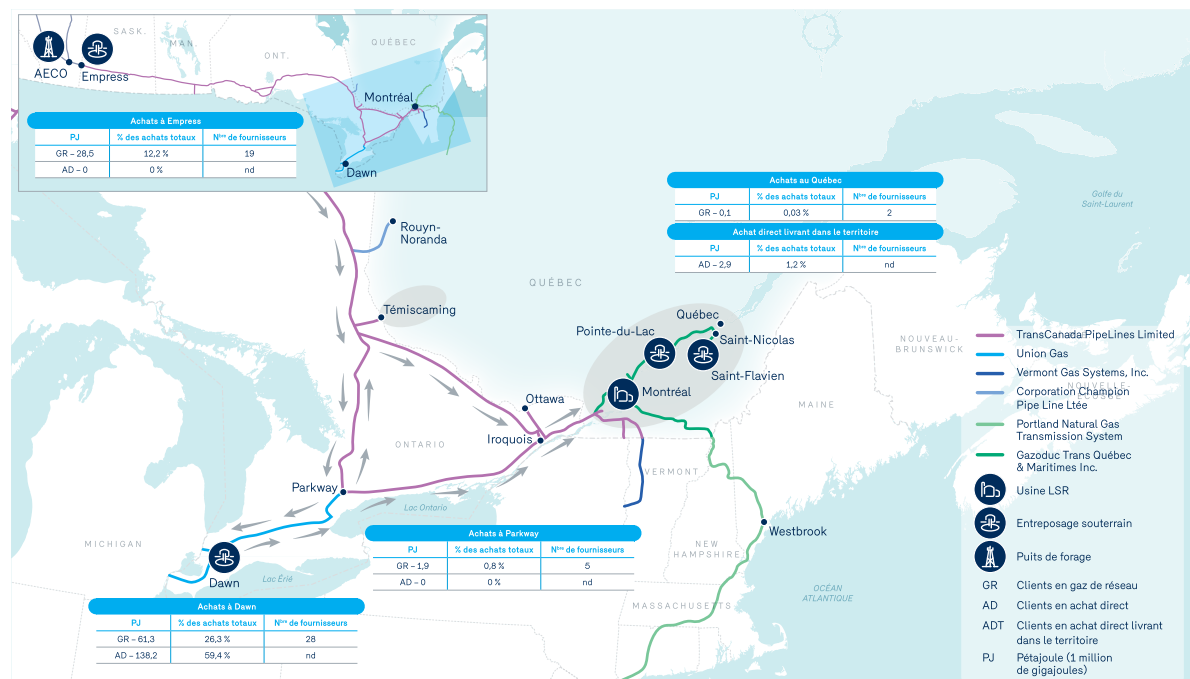 SASK.
MAN.
ONT.
QUÉBEC
AECO
Empress
Montréal
Dawn
Achats à Empress
PJ % des achats totaux Nbre de fournisseurs
GR – 28,5 12,2 % 19
AD – 0 0 % nd
Rouyn-
Noranda
Témiscaming
QUÉBEC
Achats au Québec
PJ % des achats totaux Nbre de fournisseurs
GR – 0,1 0,03 % 2
Achat direct livrant dans le territoire
PJ % des achats totaux Nbre de fournisseurs
AD – 2,9 1,2 % nd
Golfe du
Saint-Laurent
Québec
Pointe-du-Lac
Saint-Nicolas
Saint-Flavien
Montréal
Ottawa
Iroquois
ONTARIO
Parkway
Lac Ontario
MICHIGAN
Dawn
Lac Érié
VERMONT
MAINE
NOUVEAU-
BRUNSWICK
NOUVELLE-
ÉCOSSE
NEW
HAMPSHIRE
MASSACHUSETTS
Westbrook
OCÉAN
ATLANTIQUE
Achats à Parkway
PJ % des achats totaux Nbre de fournisseurs
GR – 1,9 0,8 % 5
AD – 0 0 % nd
Achats à Dawn
PJ % des achats totaux Nbre de fournisseurs
GR – 61,3 26,3 % 28
AD – 138,2 59,4 % nd
TransCanada PipeLines Limited
Union Gas
Vermont Gas Systems, Inc.
Corporation Champion
Pipe Line Ltée
Portland Natural Gas
Transmission System
Gazoduc Trans Québec
& Maritimes Inc.
Usine LSR
Entreposage souterrain
Puits de forage
GR Clients en gaz de réseau
AD Clients en achat direct
ADT Clients en achat direct livrant
dans le territoire
PJ Pétajoule (1 million
de gigajoules)